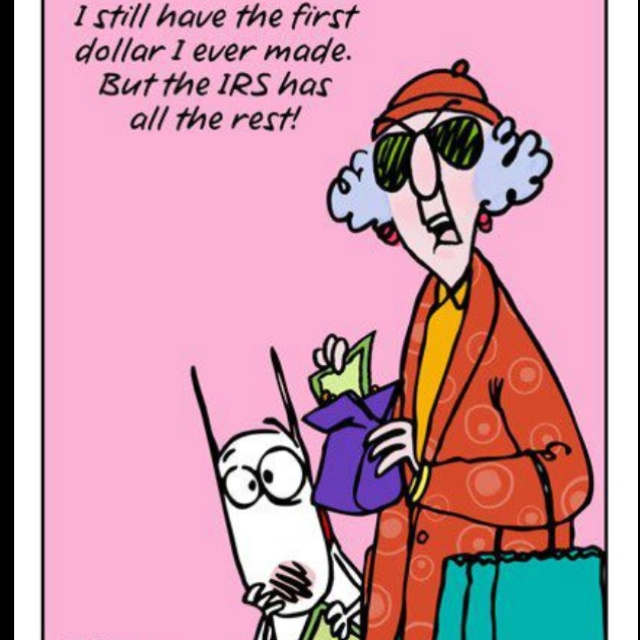 I still have the first
dollar I ever made.
But the IRS has
all the rest!